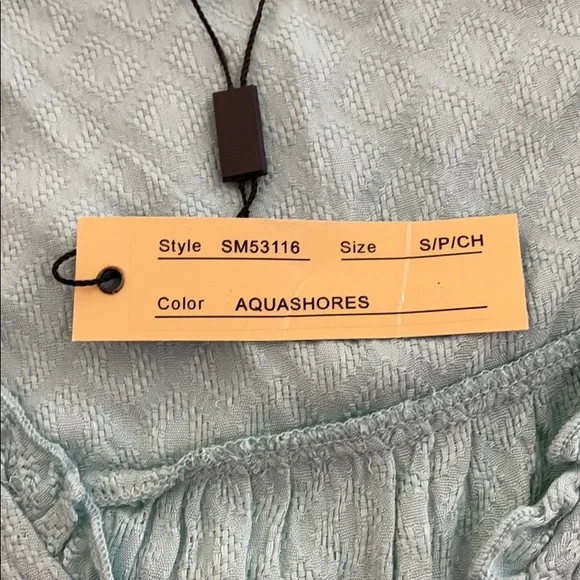 Style SM53116 Size S/P/CH
Color AQUASHORES